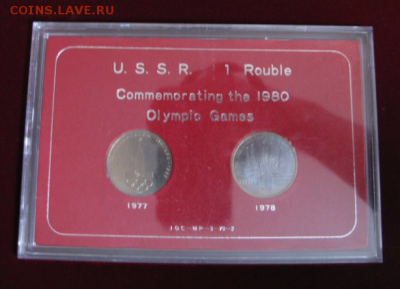 COINS.LAVE.RU
U. S. S. R. 1 Rouble
Commemorating the 1980
Olympic Games
1977
1978